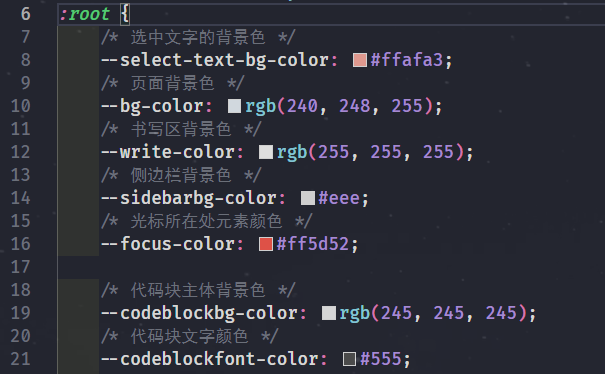 6 :root {
7 /* 选中文字的背景色 */
8 --select-text-bg-color: #ffafa3;
9 /* 页面背景色 */
10 --bg-color: rgb(240, 248, 255);
11 /* 书写区背景色 */
12 --write-color: rgb(255, 255, 255);
13 /* 侧边栏背景色 */
14 --sidebarbg-color: #eee;
15 /* 光标所在处元素颜色 */
16 --focus-color: #ff5d52;
17
18 /* 代码块主体背景色 */
19 --codeblockbg-color: rgb(245, 245, 245);
20 /* 代码块文字颜色 */
21 --codeblockfont-color: #555;